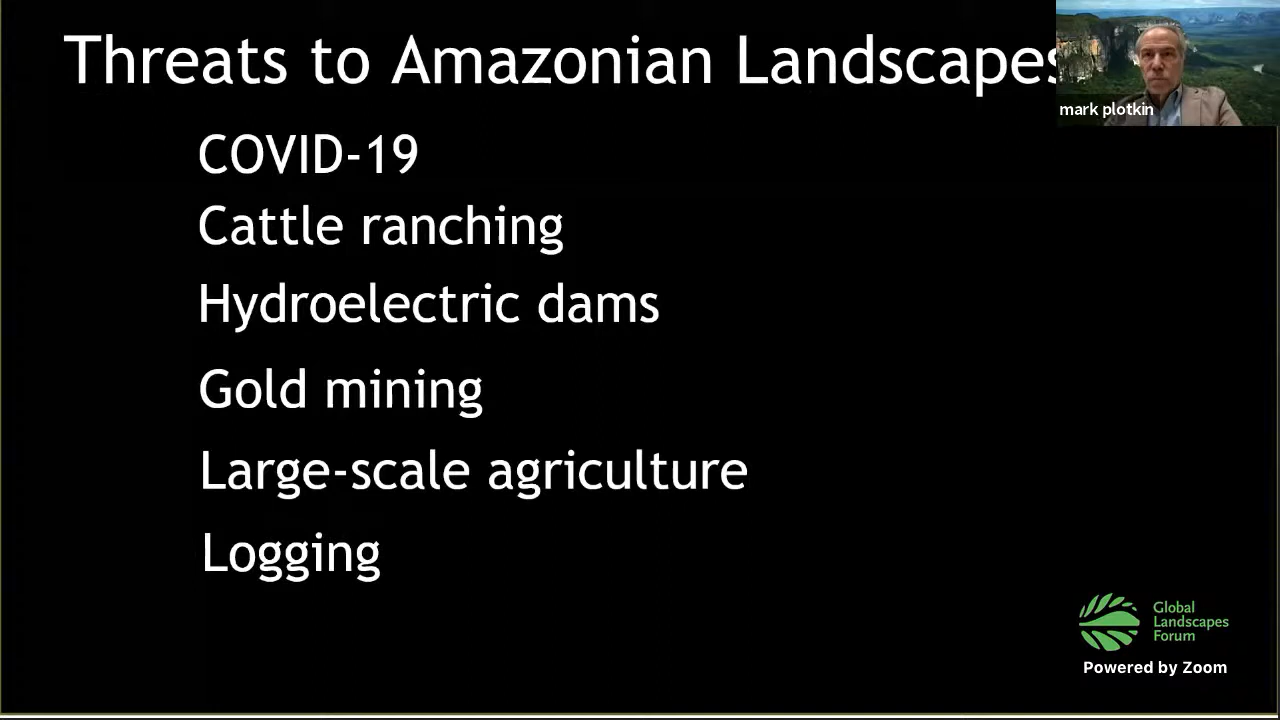 Threats to Amazonian Landscapes
mark plotkin
COVID-19
Cattle ranching
Hydroelectric dams
Gold mining
Large-scale agriculture
Logging
Global
Landscapes
Forum
Powered by Zoom